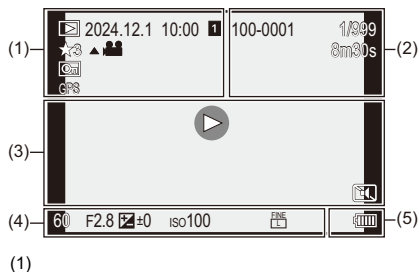 2024.12.1 10:00 1 100-0001 1/999
3 8m30s
GPS
(1) (2)
(3)
(4) 60 F2.8 ±0 ISO100 FINE L (5)
(1)